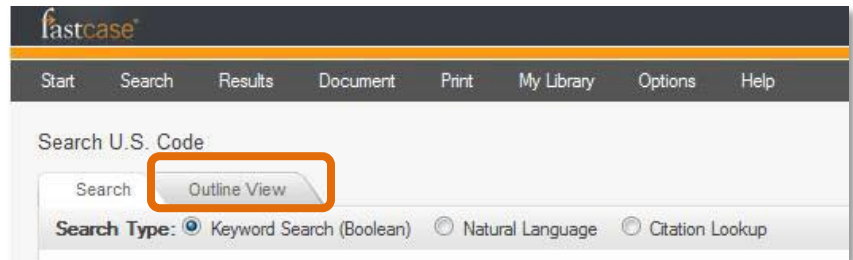 fastcase
Start Search Results Document Print My Library Options Help
Search U.S. Code
Search Outline View
Search Type: Keyword Search (Boolean) Natural Language Citation Lookup